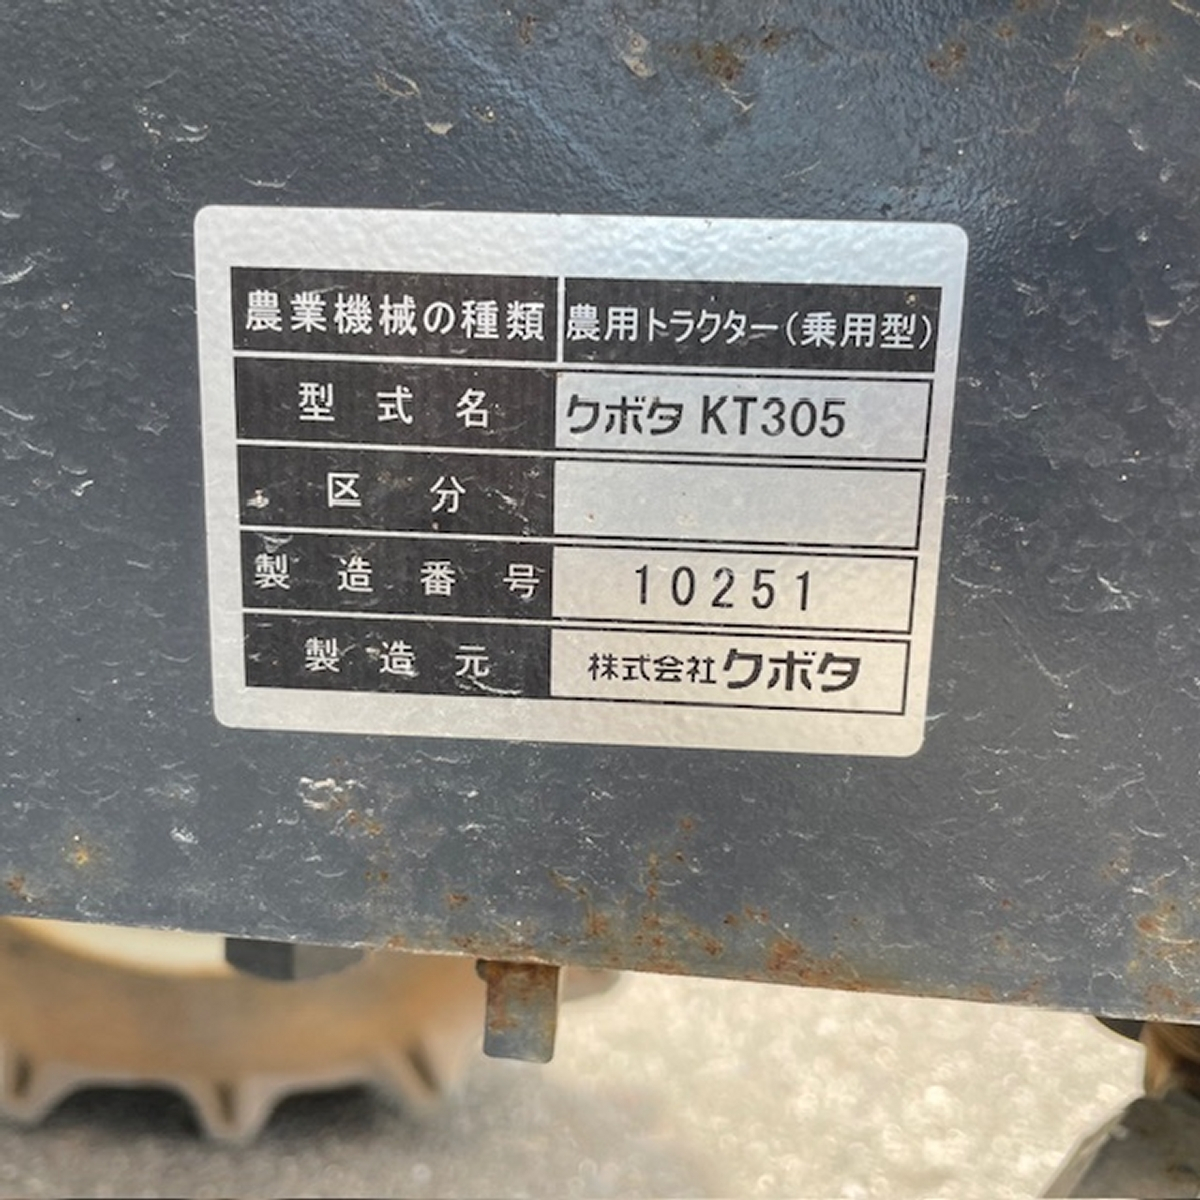 農業機械の種類 農用トラクター(乗用型)
型式名 クボタ KT305
区分
製造番号 10251
製造元 株式会社クボタ